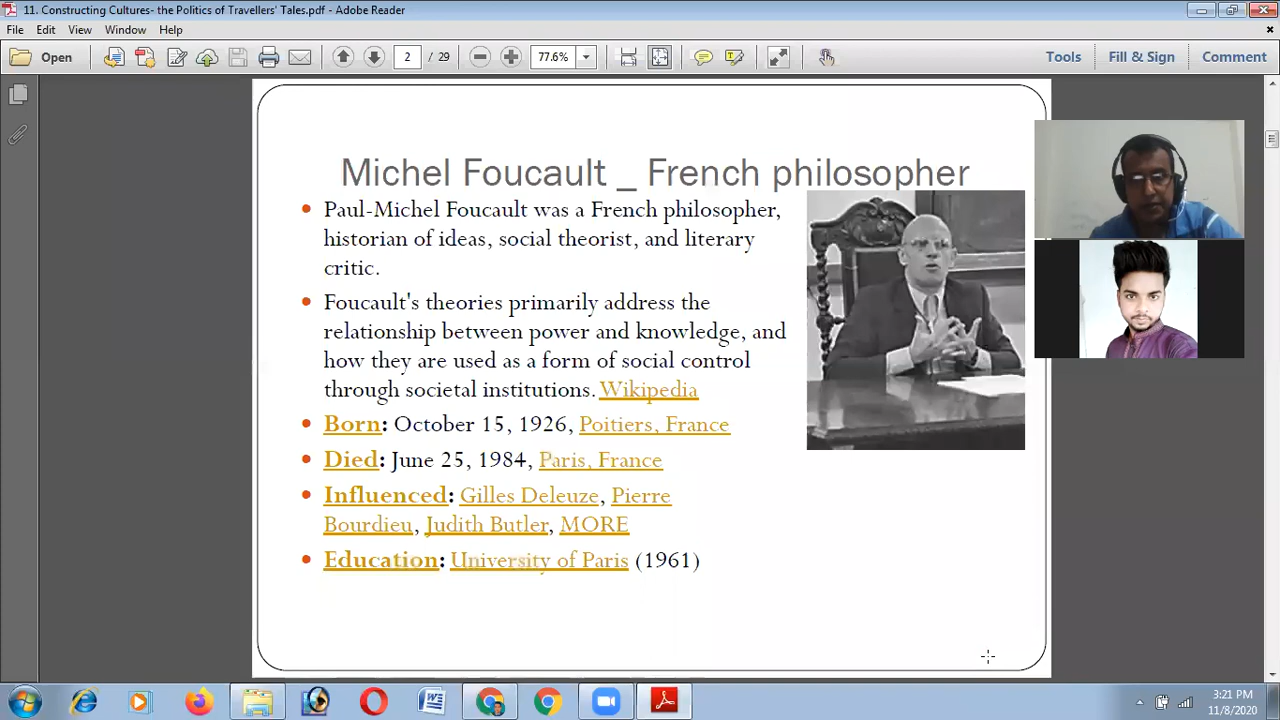 11. Constructing Cultures- the Politics of Travellers' Tales.pdf - Adobe Reader
File Edit View Window Help
Open 2 / 29 77.6% Tools Fill & Sign Comment
Michel Foucault _ French philosopher
• Paul-Michel Foucault was a French philosopher,
historian of ideas, social theorist, and literary
critic.
• Foucault's theories primarily address the
relationship between power and knowledge, and
how they are used as a form of social control
through societal institutions. Wikipedia
• Born: October 15, 1926, Poitiers, France
• Died: June 25, 1984, Paris, France
• Influenced: Gilles Deleuze, Pierre
Bourdieu, Judith Butler, MORE
• Education: University of Paris (1961)
3:21 PM
11/8/2020